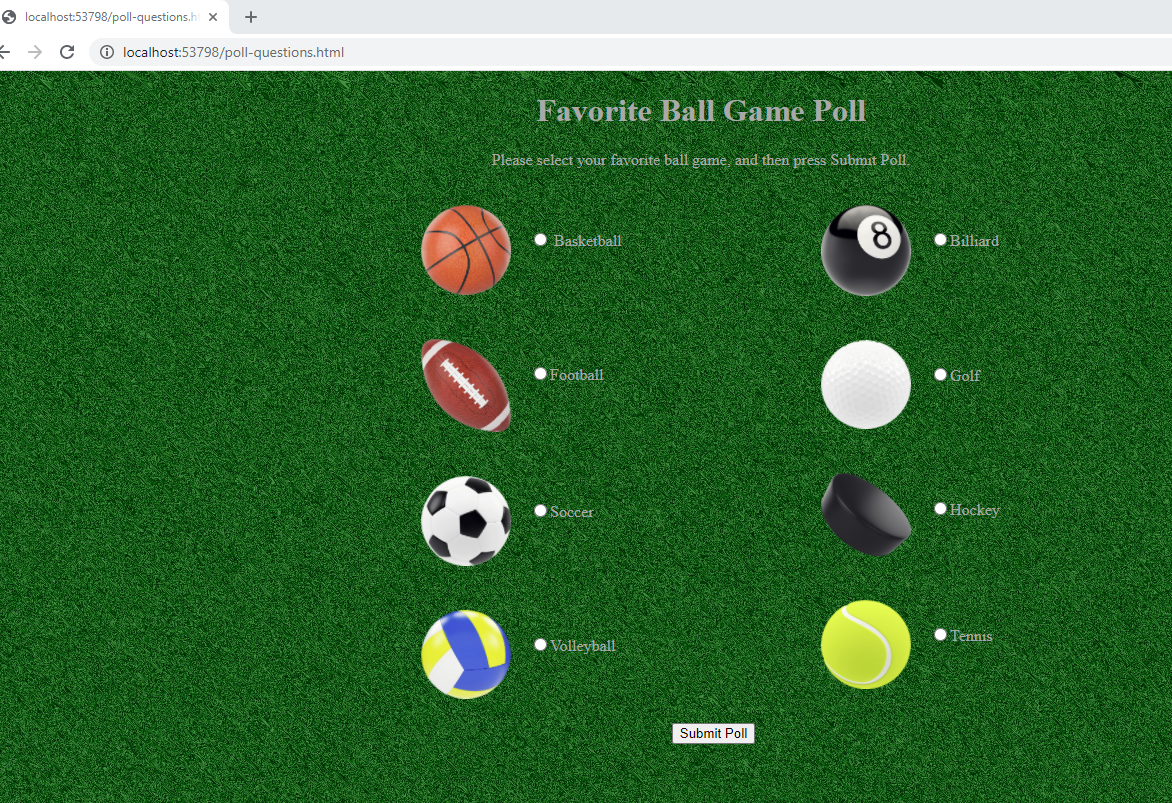 localhost:53798/poll-questions.h
localhost:53798/poll-questions.html
Favorite Ball Game Poll
Please select your favorite ball game, and then press Submit Poll.
Basketball
8
Billiard
Football
Golf
Soccer
Hockey
Volleyball
Tennis
Submit Poll